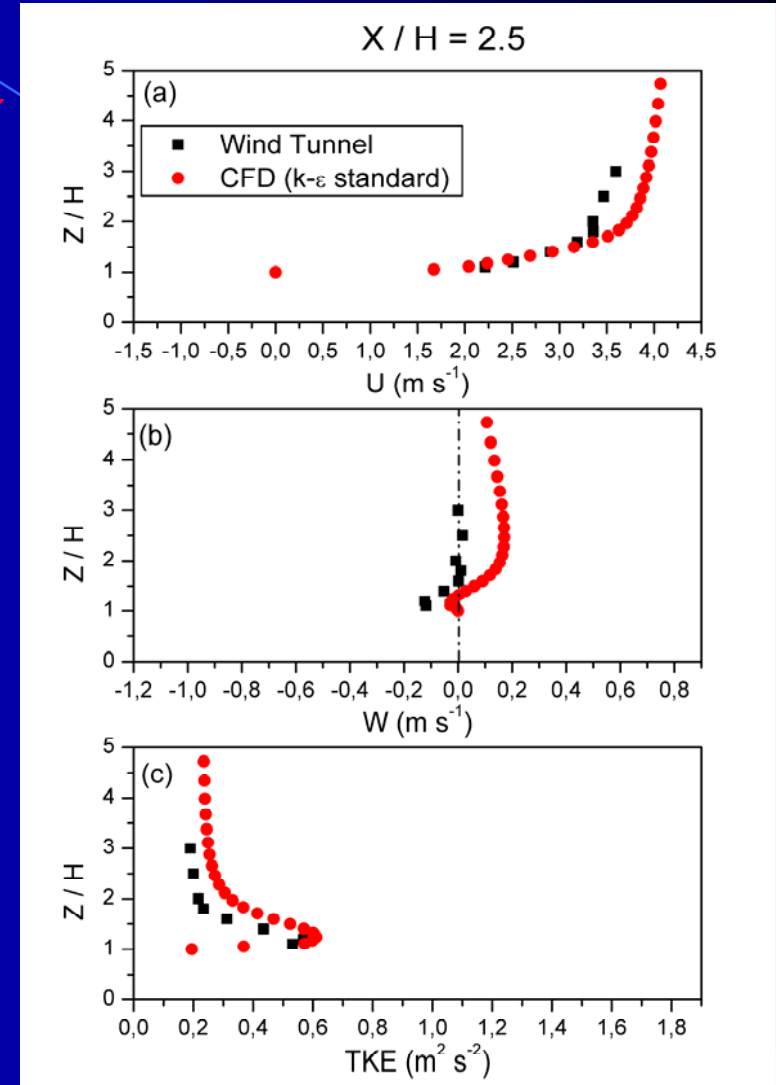 X / H = 2.5
(a)
Wind Tunnel
CFD (k-ε standard)
Z / H
5
4
3
2
1
0
-1,5 -1,0 -0,5 0,0 0,5 1,0 1,5 2,0 2,5 3,0 3,5 4,0 4,5
U (m s⁻¹)
(b)
Z / H
5
4
3
2
1
0
-1,2 -1,0 -0,8 -0,6 -0,4 -0,2 0,0 0,2 0,4 0,6 0,8
W (m s⁻¹)
(c)
Z / H
5
4
3
2
1
0
0,0 0,2 0,4 0,6 0,8 1,0 1,2 1,4 1,6 1,8
TKE (m² s⁻²)